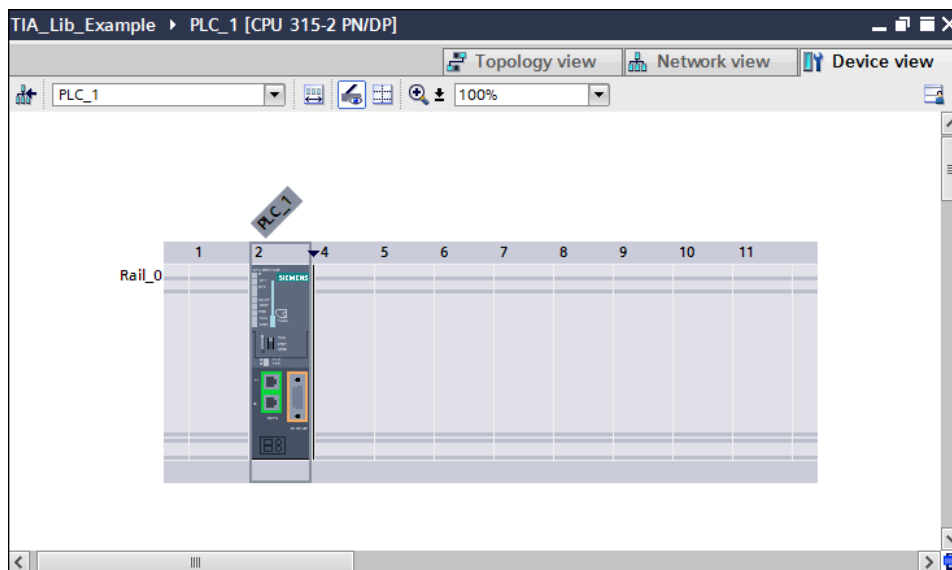 TIA_Lib_Example ▸ PLC_1 [CPU 315-2 PN/DP]
Topology view Network view Device view
PLC_1 100%
PLC_1
1 2 4 5 6 7 8 9 10 11
Rail_0
SIEMENS